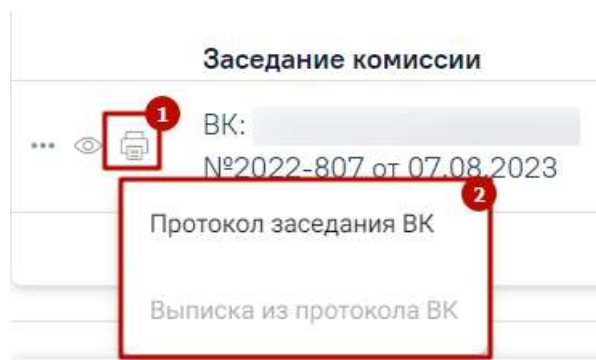 Заседание комиссии
1
ВК:
№2022-807 от 07.08.2023
2
Протокол заседания ВК
Выписка из протокола ВК